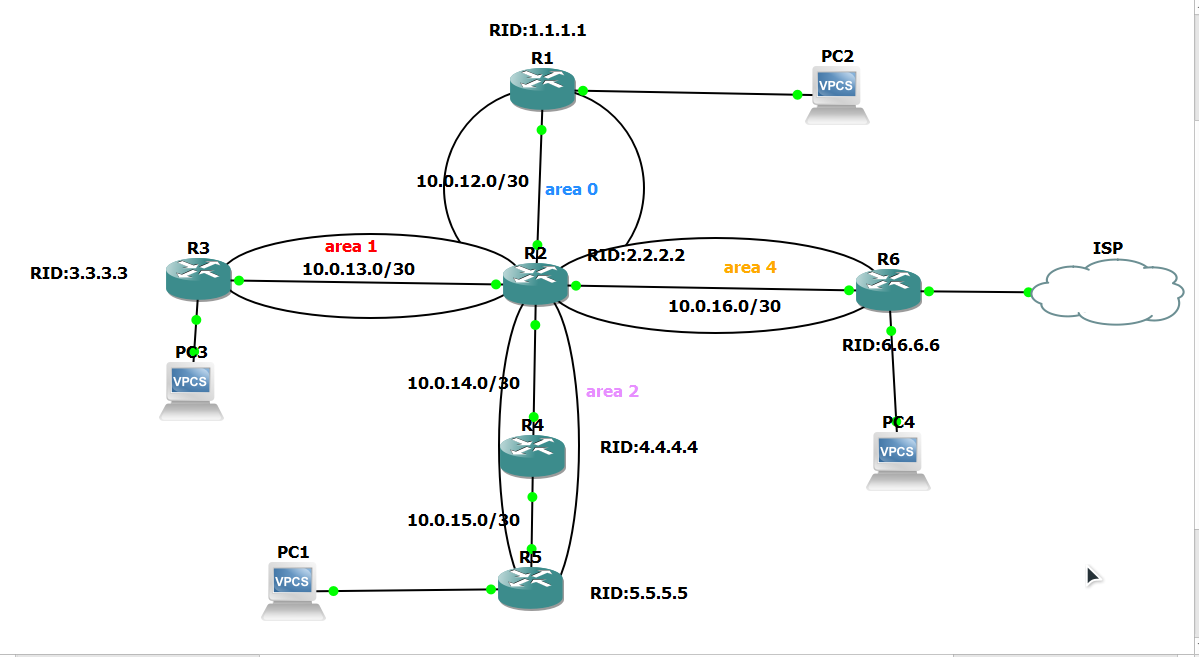 RID:1.1.1.1
R1
PC2
VPCS
10.0.12.0/30
area 0
R3
area 1
R2
RID:2.2.2.2
ISP
R6
RID:3.3.3.3
10.0.13.0/30
area 4
10.0.16.0/30
RID:6.6.6.6
PC3
VPCS
10.0.14.0/30
area 2
R4
PC4
VPCS
RID:4.4.4.4
10.0.15.0/30
PC1
R5
VPCS
RID:5.5.5.5